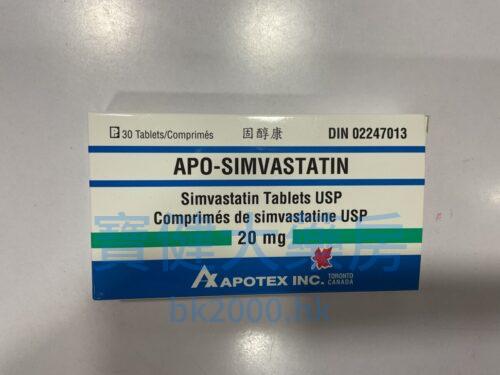 P 30 Tablets/Comprimés 固醇康 DIN 02247013
APO-SIMVASTATIN
Simvastatin Tablets USP
Comprimés de simvastatine USP
20 mg
寶健大藥房
APOTEX INC. TORONTO CANADA
bk2000.hk